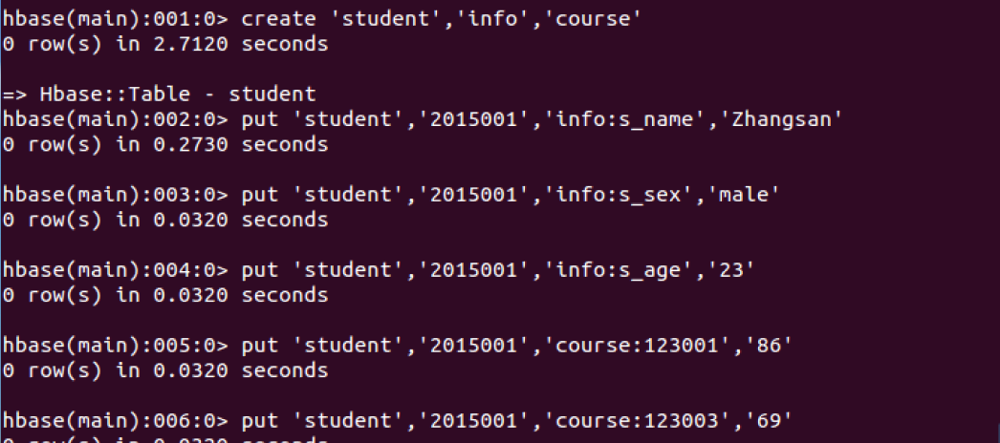 hbase(main):001:0> create 'student','info','course'
0 row(s) in 2.7120 seconds
=> Hbase::Table - student
hbase(main):002:0> put 'student','2015001','info:s_name','Zhangsan'
0 row(s) in 0.2730 seconds
hbase(main):003:0> put 'student','2015001','info:s_sex','male'
0 row(s) in 0.0320 seconds
hbase(main):004:0> put 'student','2015001','info:s_age','23'
0 row(s) in 0.0320 seconds
hbase(main):005:0> put 'student','2015001','course:123001','86'
0 row(s) in 0.0320 seconds
hbase(main):006:0> put 'student','2015001','course:123003','69'
0 row(s) in